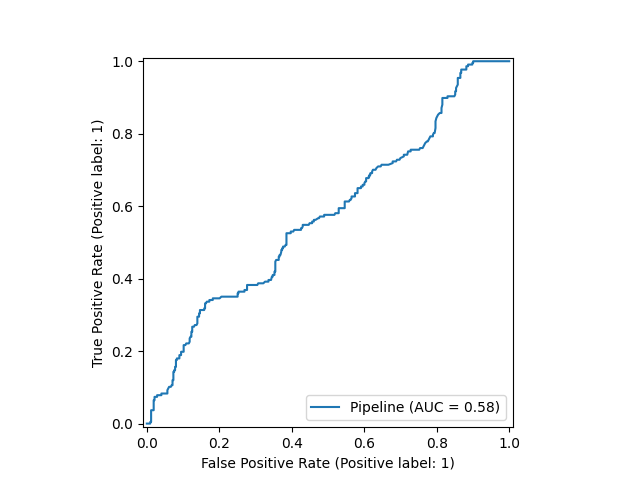 1.0
0.8
0.6
0.4
0.2
0.0
True Positive Rate (Positive label: 1)
Pipeline (AUC = 0.58)
0.0 0.2 0.4 0.6 0.8 1.0
False Positive Rate (Positive label: 1)